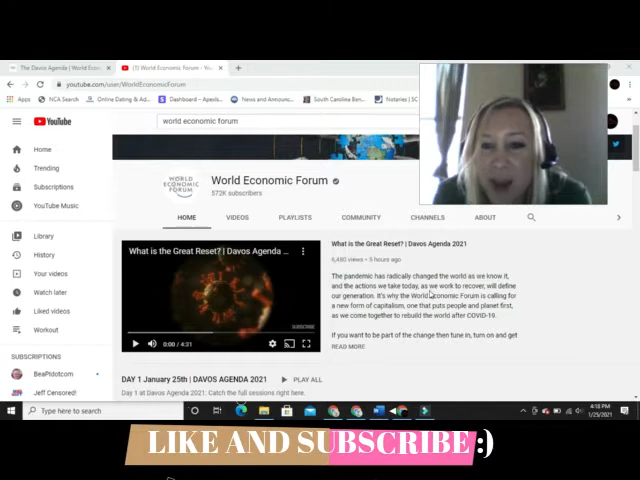 The Davos Agenda | World Econ
(3) World Economic Forum - You
youtube.com/user/WorldEconomicForum
Apps
NCA Search
Online Dating & Ad
Dashboard - Apexls
News and Announc
South Carolina Ben
Notaries | SC
YouTube
world economic forum
Home
Trending
Subscriptions
YouTube Music
Library
History
Your videos
Watch later
Liked videos
Workout
SUBSCRIPTIONS
BeaPldotcom
Jeff Censored!
WORLD
ECONOMIC
FORUM
World Economic Forum
572K subscribers
HOME VIDEOS PLAYLISTS COMMUNITY CHANNELS ABOUT
What is the Great Reset? | Davos Agenda ...
SUBSCRIBE
0:00 / 4:31
What is the Great Reset? | Davos Agenda 2021
6,480 views • 5 hours ago
The pandemic has radically changed the world as we know it,
and the actions we take today, as we work to recover, will define
our generation. It's why the World Economic Forum is calling for
a new form of capitalism, one that puts people and planet first,
as we come together to rebuild the world after COVID-19.
If you want to be part of the change then tune in, turn on and get
READ MORE
DAY 1 January 25th | DAVOS AGENDA 2021 PLAY ALL
Day 1 at Davos Agenda 2021: Catch the full sessions right here.
Type here to search
4:18 PM
1/25/2021
LIKE AND SUBSCRIBE :)